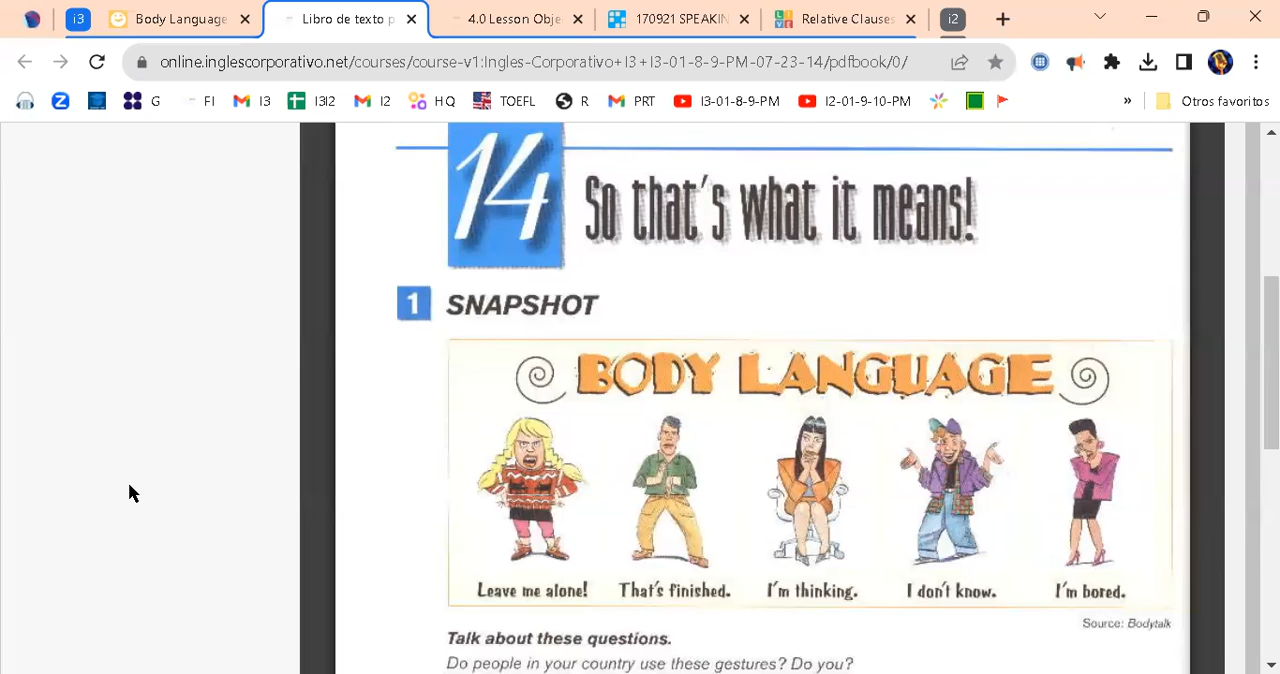 i3
Body Language
Libro de texto p
4.0 Lesson Obje
170921 SPEAKIN
Relative Clauses
i2
online.inglescorporativo.net/courses/course-v1:Ingles-Corporativo+I3+I3-01-8-9-PM-07-23-14/pdfbook/0/
G
FI
I3
I3I2
I2
HQ
TOEFL
R
PRT
I3-01-8-9-PM
I2-01-9-10-PM
»
Otros favoritos
14
So that's what it means!
1 SNAPSHOT
BODY LANGUAGE
Leave me alone!
That's finished.
I'm thinking.
I don't know.
I'm bored.
Source: Bodytalk
Talk about these questions.
Do people in your country use these gestures? Do you?